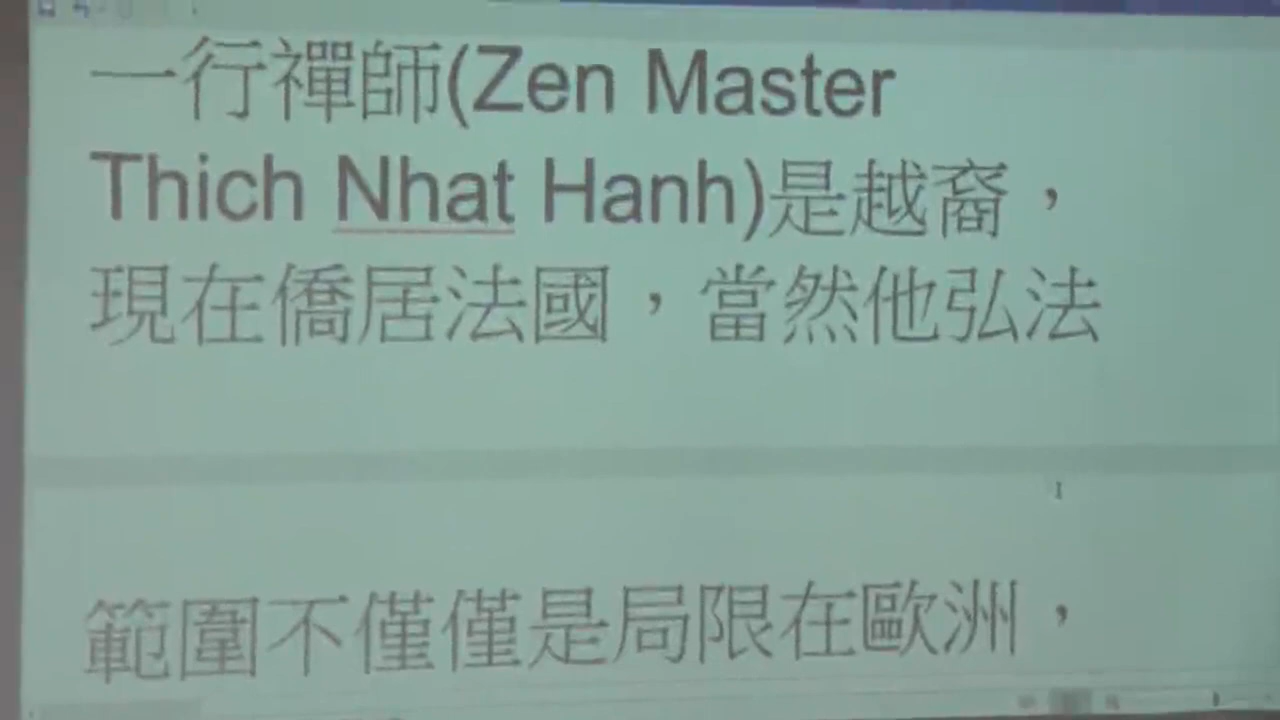 一行禪師(Zen Master
Thich Nhat Hanh)是越裔，
現在僑居法國，當然他弘法
範圍不僅僅是局限在歐洲，